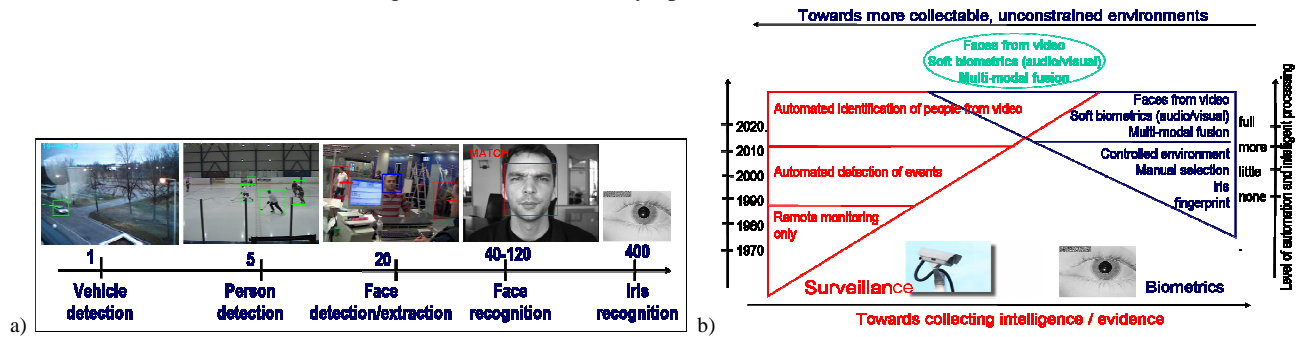 1
5
20
40-120
400
Vehicle
detection
Person
detection
Face
detection/extraction
Face
recognition
Iris
recognition
MATCH
a)
Towards more collectable, unconstrained environments
Faces from video
Soft biometrics (audio/visual)
Multi-modal fusion
2020
2010
2000
1990
1980
1970
Automated identification of people from video
Automated detection of events
Remote monitoring
only
Faces from video
Soft biometrics (audio/visual)
Multi-modal fusion
Controlled environment
Manual selection
Iris
fingerprint
full
more
little
none
Level of automation and intelligent processing
Surveillance
Biometrics
Towards collecting intelligence / evidence
b)